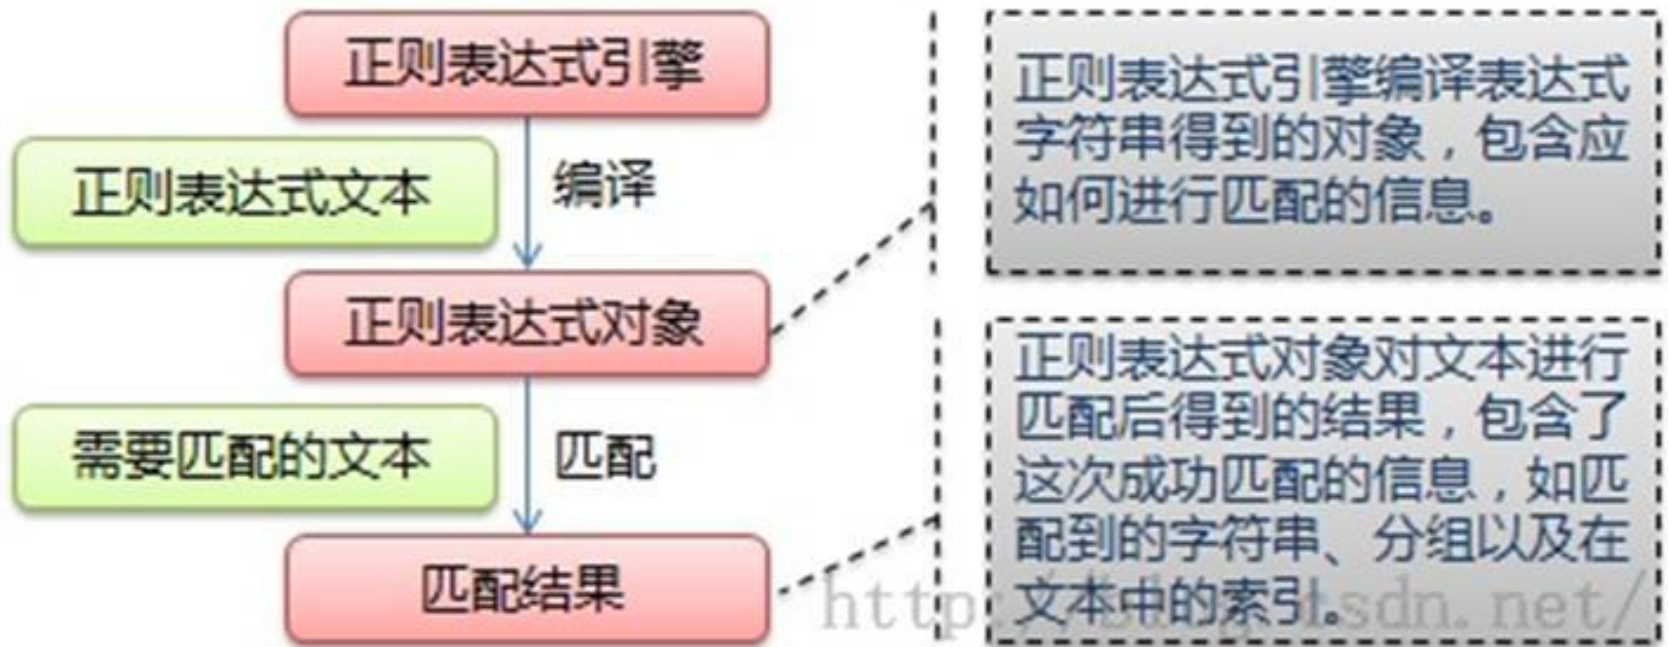 正则表达式引擎
正则表达式文本
编译
正则表达式对象
需要匹配的文本
匹配
匹配结果
正则表达式引擎编译表达式
字符串得到的对象，包含应
如何进行匹配的信息。
正则表达式对象对文本进行
匹配后得到的结果，包含了
这次成功匹配的信息，如匹
配到的字符串、分组以及在
文本中的索引。